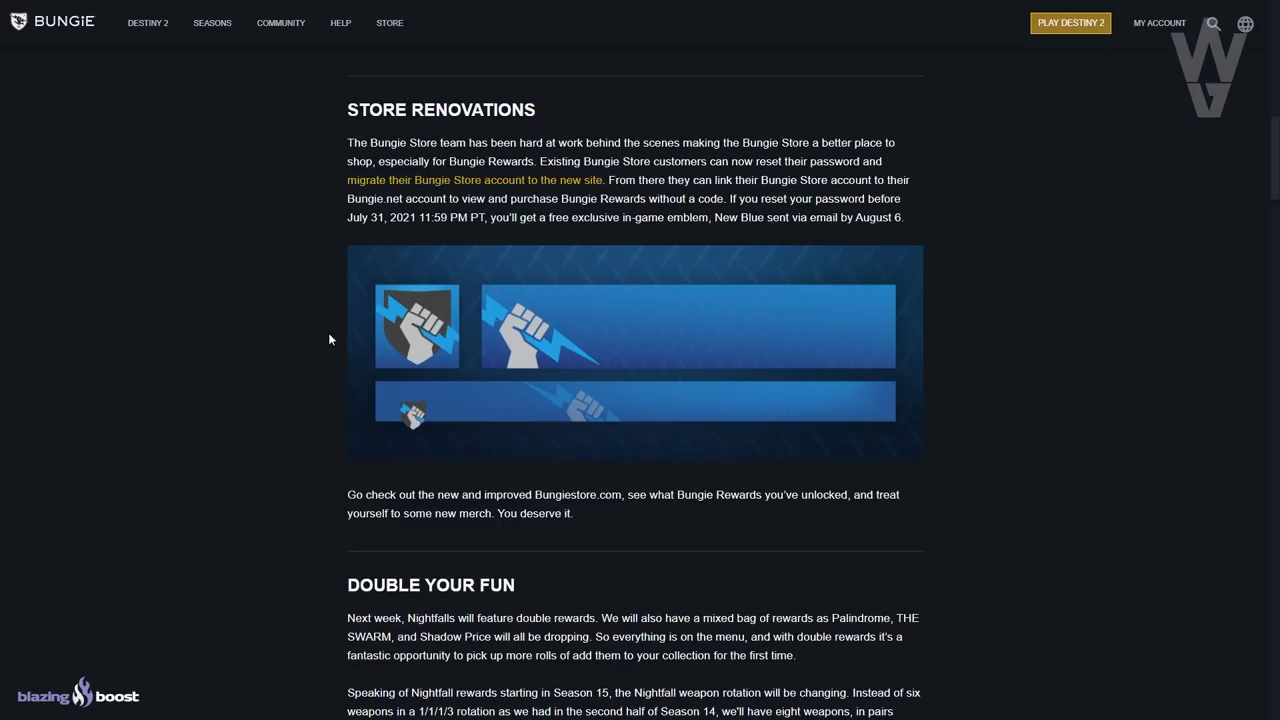 BUNGiE
DESTINY 2
SEASONS
COMMUNITY
HELP
STORE
PLAY DESTINY 2
MY ACCOUNT
STORE RENOVATIONS
The Bungie Store team has been hard at work behind the scenes making the Bungie Store a better place to
shop, especially for Bungie Rewards. Existing Bungie Store customers can now reset their password and
migrate their Bungie Store account to the new site. From there they can link their Bungie Store account to their
Bungie.net account to view and purchase Bungie Rewards without a code. If you reset your password before
July 31, 2021 11:59 PM PT, you'll get a free exclusive in-game emblem, New Blue sent via email by August 6.
Go check out the new and improved Bungiestore.com, see what Bungie Rewards you've unlocked, and treat
yourself to some new merch. You deserve it.
DOUBLE YOUR FUN
Next week, Nightfalls will feature double rewards. We will also have a mixed bag of rewards as Palindrome, THE
SWARM, and Shadow Price will all be dropping. So everything is on the menu, and with double rewards it's a
fantastic opportunity to pick up more rolls of add them to your collection for the first time.
Speaking of Nightfall rewards starting in Season 15, the Nightfall weapon rotation will be changing. Instead of six
weapons in a 1/1/1/3 rotation as we had in the second half of Season 14, we'll have eight weapons, in pairs
blazing boost
WG